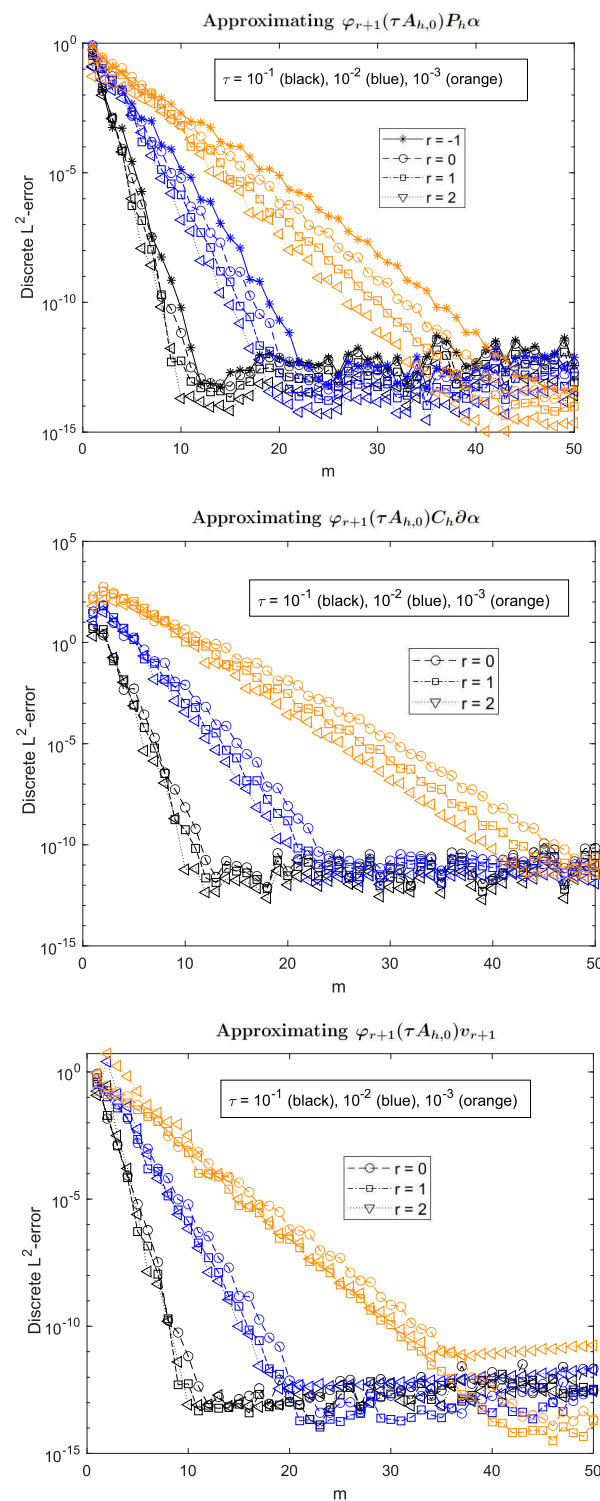 Approximating φr+1(τAh,0)Phα
τ = 10-1 (black), 10-2 (blue), 10-3 (orange)
r = -1
r = 0
r = 1
r = 2
Discrete L2-error
100
10-5
10-10
10-15
0 10 20 30 40 50
m
Approximating φr+1(τAh,0)Ch∂α
τ = 10-1 (black), 10-2 (blue), 10-3 (orange)
r = 0
r = 1
r = 2
Discrete L2-error
105
100
10-5
10-10
10-15
0 10 20 30 40 50
m
Approximating φr+1(τAh,0)vr+1
τ = 10-1 (black), 10-2 (blue), 10-3 (orange)
r = 0
r = 1
r = 2
Discrete L2-error
100
10-5
10-10
10-15
0 10 20 30 40 50
m